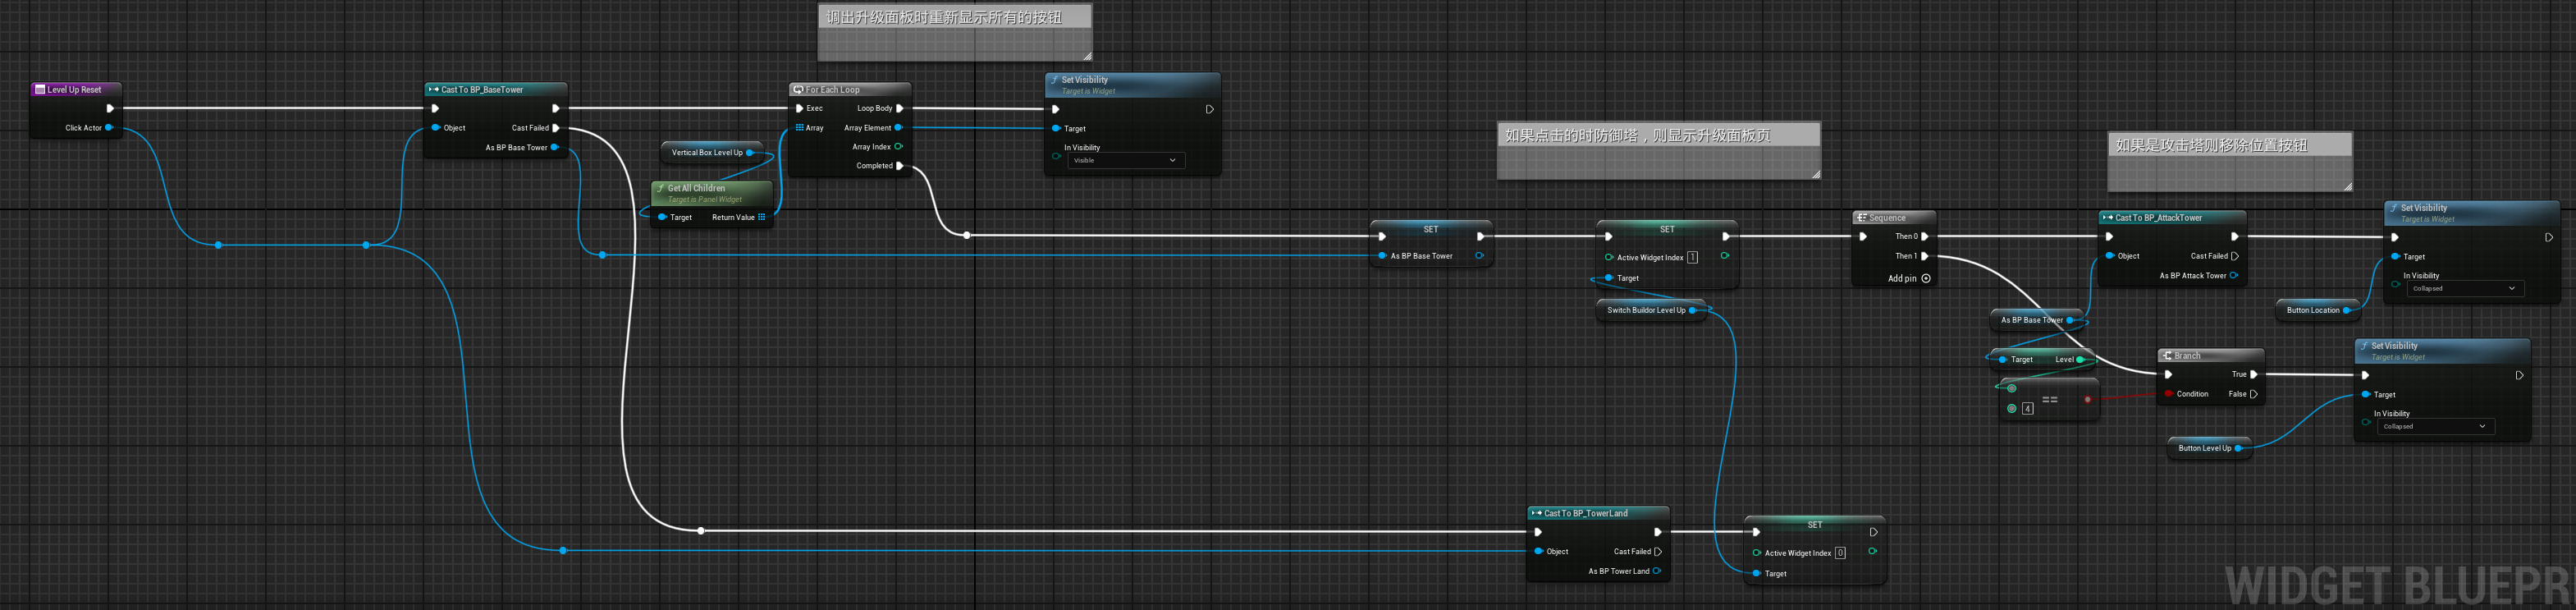 调出升级面板时重新显示所有的按钮
Level Up Reset
Click Actor
Cast To BP_BaseTower
Object
Cast Failed
As BP Base Tower
Vertical Box Level Up
Get All Children
Target is Panel Widget
Target
Return Value
For Each Loop
Exec
Loop Body
Array
Array Element
Array Index
Completed
Set Visibility
Target is Widget
Target
In Visibility
Visible
如果点击的时防御塔，则显示升级面板页
SET
As BP Base Tower
SET
Active Widget Index 1
Target
Switch Buildor Level Up
Sequence
Then 0
Then 1
Add pin
如果是攻击塔则移除位置按钮
Cast To BP_AttackTower
Object
Cast Failed
As BP Attack Tower
Set Visibility
Target is Widget
Target
In Visibility
Collapsed
Button Location
As BP Base Tower
Target
Level
==
4
Branch
True
Condition
False
Set Visibility
Target is Widget
Target
In Visibility
Collapsed
Button Level Up
Cast To BP_TowerLand
Object
Cast Failed
As BP Tower Land
SET
Active Widget Index 0
Target
WIDGET BLUEPR